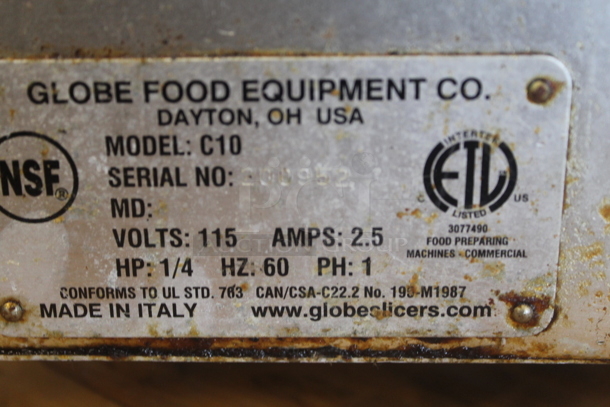 GLOBE FOOD EQUIPMENT CO.
DAYTON, OH USA
NSF®
MODEL: C10
SERIAL NO:
MD:
VOLTS: 115 AMPS: 2.5
HP: 1/4 HZ: 60 PH: 1
INTERTEK
ETL
LISTED
C US
3077490
FOOD PREPARING
MACHINES - COMMERCIAL
CONFORMS TO UL STD. 763 CAN/CSA-C22.2 No. 195-M1987
MADE IN ITALY www.globeslicers.com